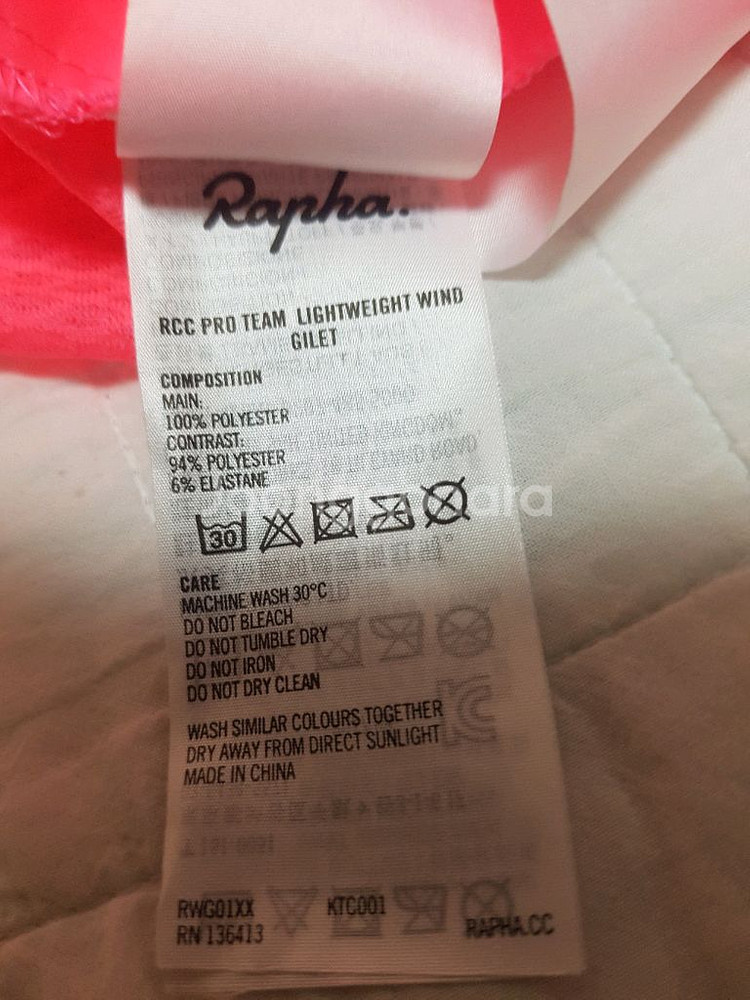 Rapha.
RCC PRO TEAM LIGHTWEIGHT WIND
GILET
COMPOSITION
MAIN:
100% POLYESTER
CONTRAST:
94% POLYESTER
6% ELASTANE
30
CARE
MACHINE WASH 30°C
DO NOT BLEACH
DO NOT TUMBLE DRY
DO NOT IRON
DO NOT DRY CLEAN
WASH SIMILAR COLOURS TOGETHER
DRY AWAY FROM DIRECT SUNLIGHT
MADE IN CHINA
RWG01XX KTC001
RN 136413 RAPHA.CC